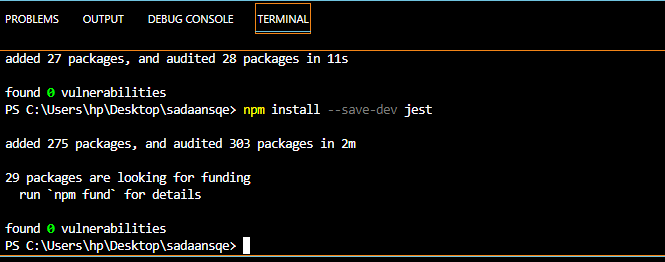 PROBLEMS OUTPUT DEBUG CONSOLE TERMINAL
added 27 packages, and audited 28 packages in 11s
found 0 vulnerabilities
PS C:\Users\hp\Desktop\sadaansqe> npm install --save-dev jest
added 275 packages, and audited 303 packages in 2m
29 packages are looking for funding
  run `npm fund` for details
found 0 vulnerabilities
PS C:\Users\hp\Desktop\sadaansqe>